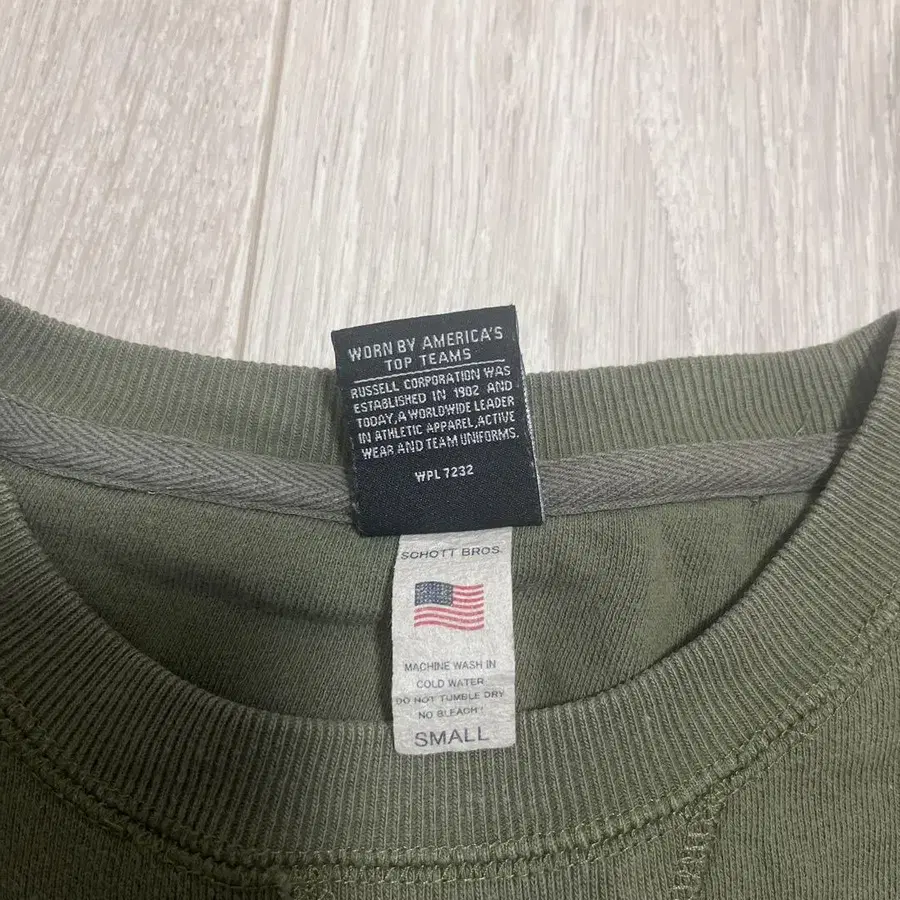 WORN BY AMERICA'S
TOP TEAMS
RUSSELL CORPORATION WAS
ESTABLISHED IN 1902 AND
TODAY, A WORLDWIDE LEADER
IN ATHLETIC APPAREL, ACTIVE
WEAR AND TEAM UNIFORMS.
WPL 7232
SCHOTT BROS.
MACHINE WASH IN
COLD WATER
DO NOT TUMBLE DRY
NO BLEACH!
SMALL